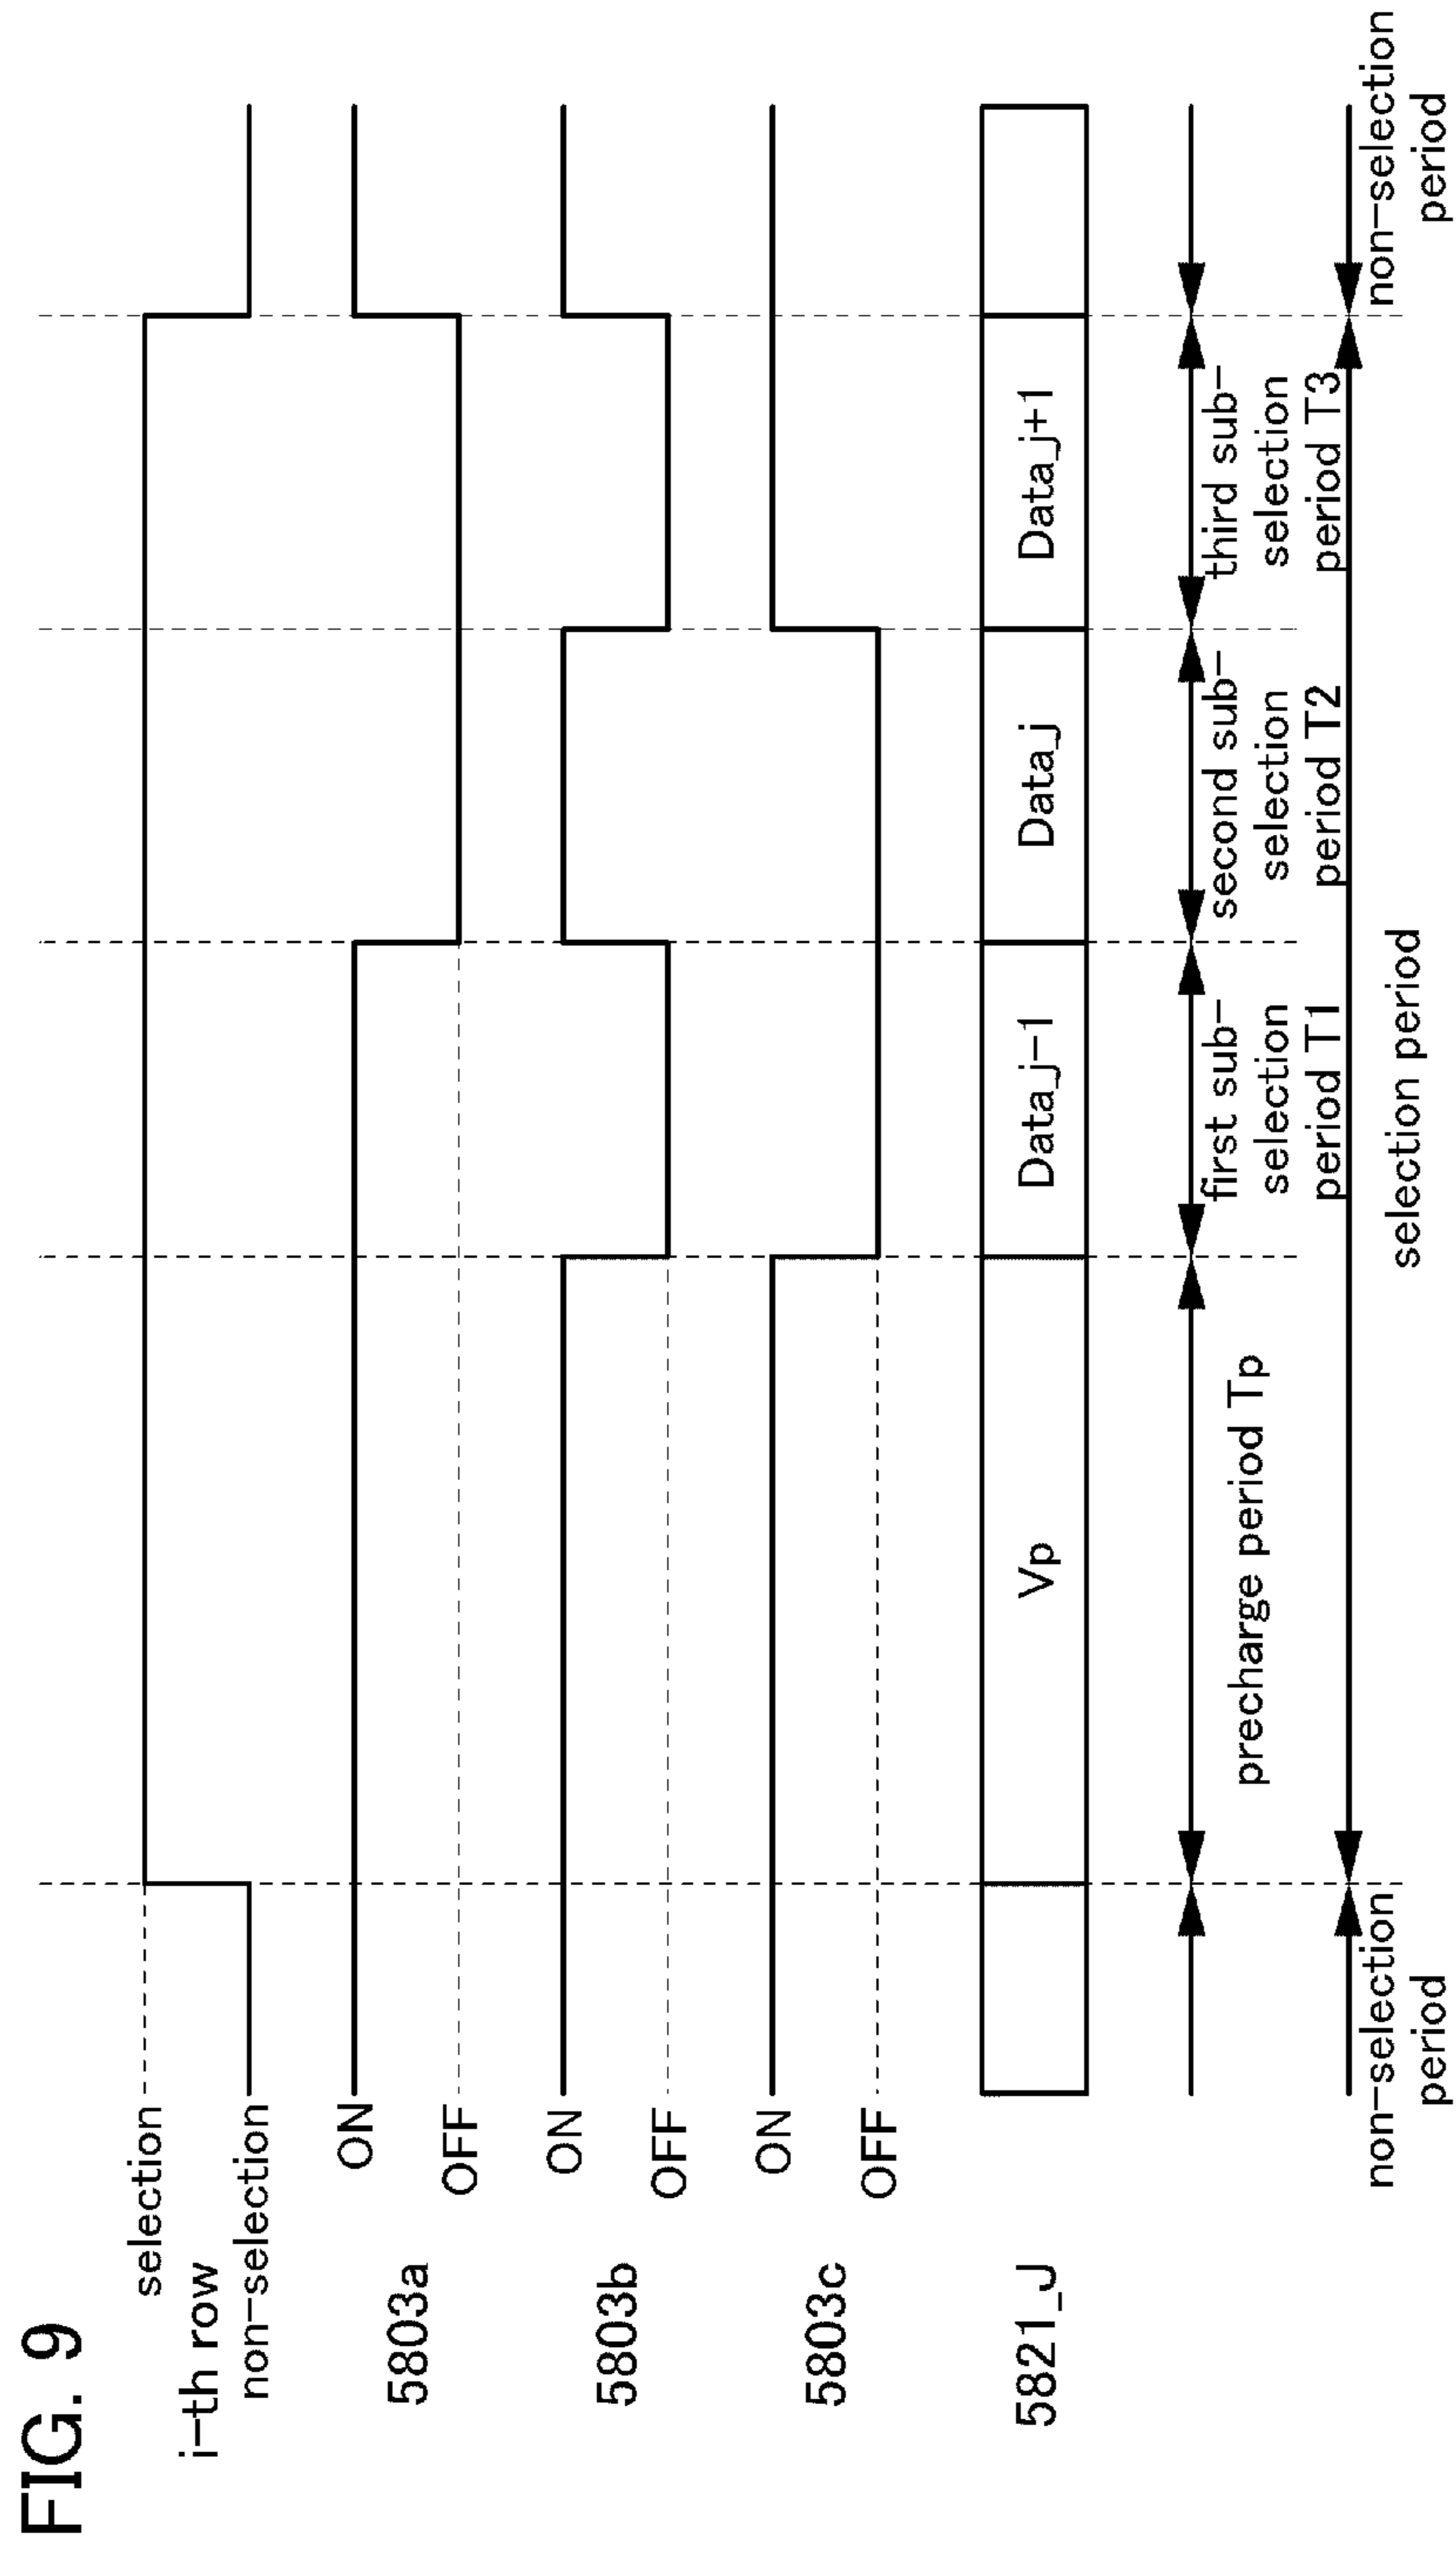 FIG. 9
selection
i-th row
non-selection
ON
5803a
OFF
ON
5803b
OFF
ON
5803c
OFF
5821_J
Vp
Data_j-1
Data_j
Data_j+1
precharge period Tp
first sub-
selection
period T1
second sub-
selection
period T2
third sub-
selection
period T3
non-selection
period
selection period
non-selection
period